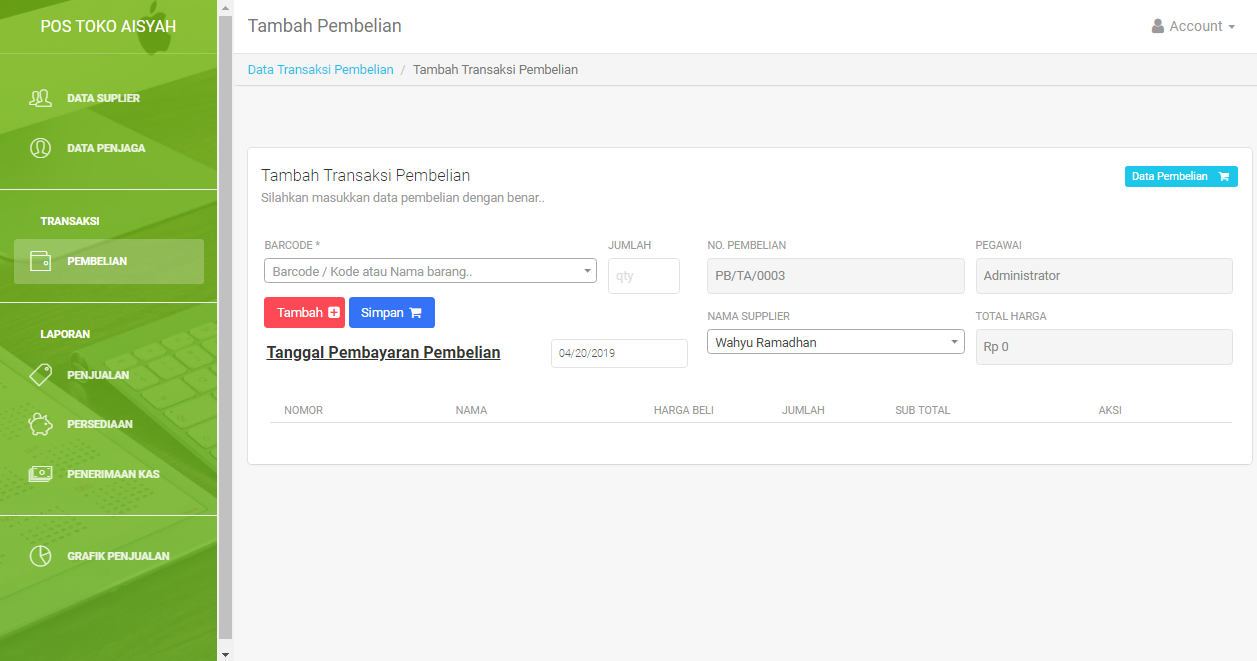 POS TOKO AISYAH
DATA SUPLIER
DATA PENJAGA
TRANSAKSI
PEMBELIAN
LAPORAN
PENJUALAN
PERSEDIAAN
PENERIMAAN KAS
GRAFIK PENJUALAN
Tambah Pembelian
Account
Data Transaksi Pembelian / Tambah Transaksi Pembelian
Tambah Transaksi Pembelian
Silahkan masukkan data pembelian dengan benar..
Data Pembelian
BARCODE * JUMLAH NO. PEMBELIAN PEGAWAI
Barcode / Kode atau Nama barang.. qty PB/TA/0003 Administrator
Tambah Simpan
NAMA SUPPLIER TOTAL HARGA
Tanggal Pembayaran Pembelian 04/20/2019 Wahyu Ramadhan Rp 0
NOMOR NAMA HARGA BELI JUMLAH SUB TOTAL AKSI